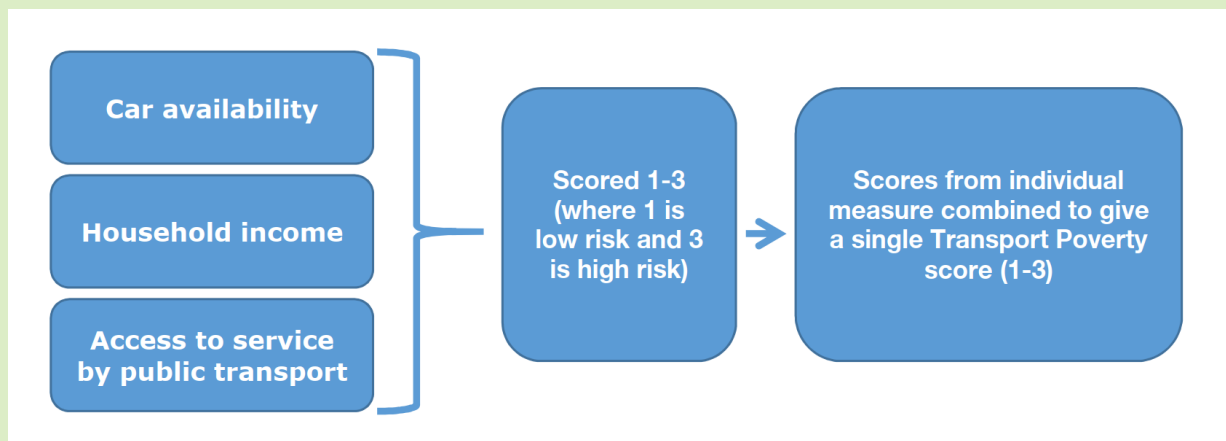 Car availability
Household income
Access to service
by public transport
Scored 1-3
(where 1 is
low risk and 3
is high risk)
Scores from individual
measure combined to give
a single Transport Poverty
score (1-3)